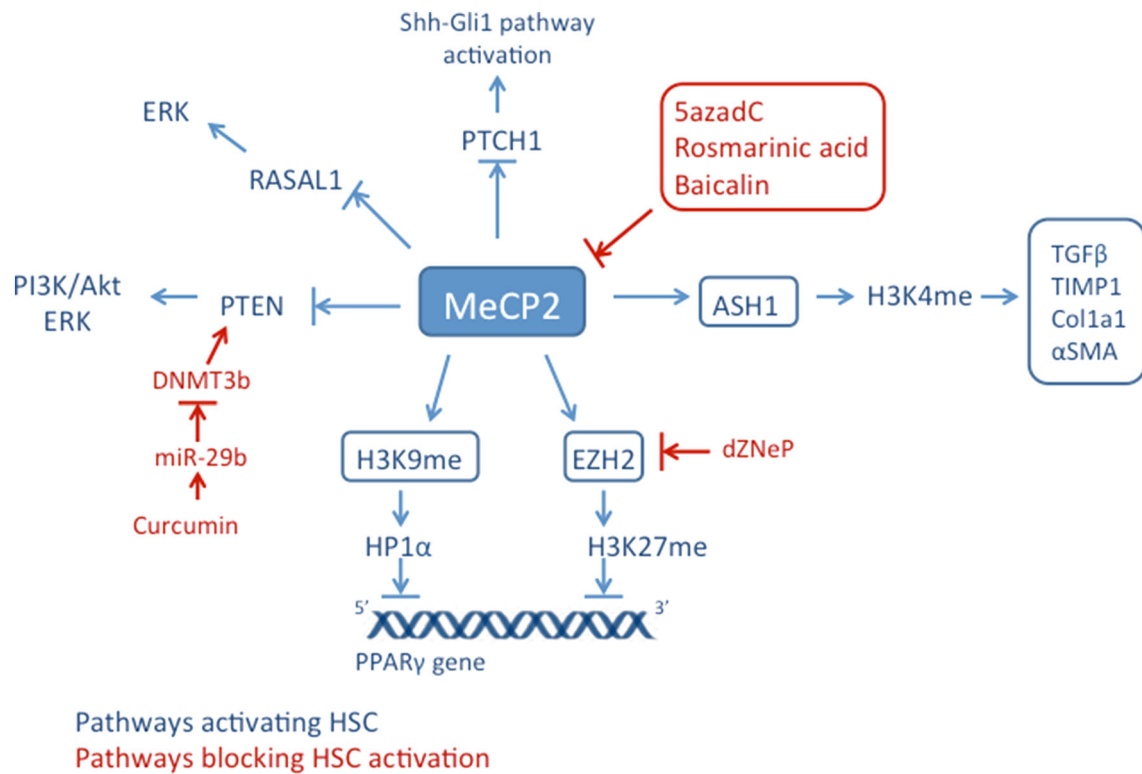 Shh-Gli1 pathway
activation
ERK
PTCH1
RASAL1
5azadC
Rosmarinic acid
Baicalin
PI3K/Akt
ERK
PTEN
MeCP2
ASH1
H3K4me
TGFβ
TIMP1
Col1a1
αSMA
DNMT3b
miR-29b
Curcumin
H3K9me
EZH2
dZNeP
HP1α
H3K27me
5’
3’
PPARγ gene
Pathways activating HSC
Pathways blocking HSC activation